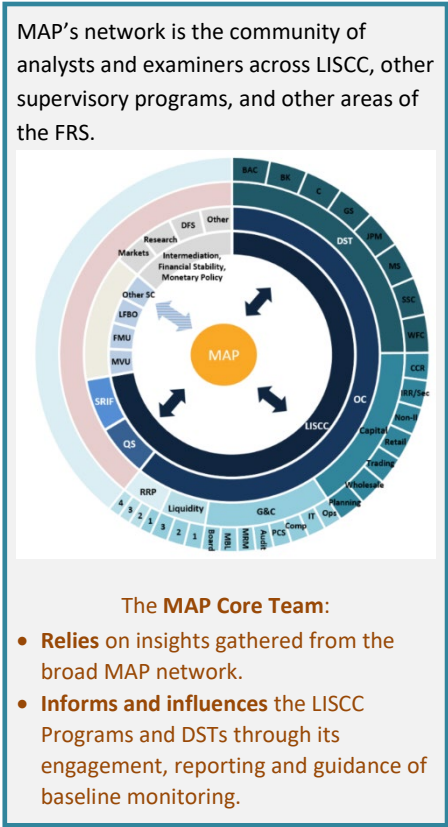 MAP’s network is the community of
analysts and examiners across LISCC, other
supervisory programs, and other areas of
the FRS.
BAC
BK
C
GS
JPM
MS
SSC
WFC
DST
CCR
IRR/Sec
Non-II
Retail
Trading
Wholesale
Planning
Capital
Ops
IT
Comp
PCS
Audit
MRM
MBL
Board
G&C
1
2
3
Liquidity
1
2
3
4
RRP
QS
SRIF
MVU
FMU
LFBO
Other SC
Markets
Research
DFS
Other
Intermediation,
Financial Stability,
Monetary Policy
OC
LISCC
MAP
The MAP Core Team:
• Relies on insights gathered from the
broad MAP network.
• Informs and influences the LISCC
Programs and DSTs through its
engagement, reporting and guidance of
baseline monitoring.